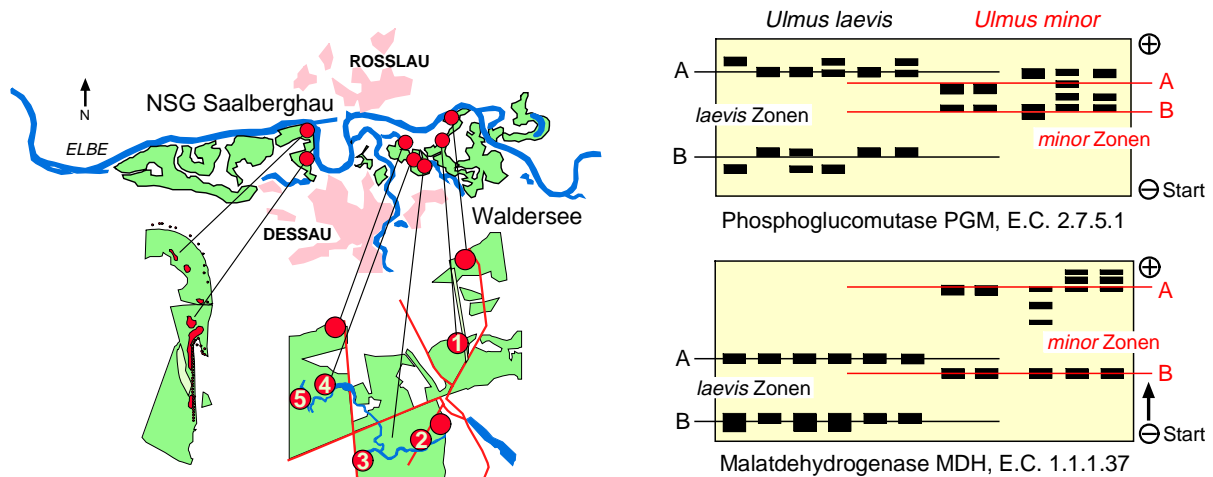 ROSSLAU
NSG Saalberghau
N
ELBE
Waldersee
DESSAU
1
4
5
2
3
Ulmus laevis Ulmus minor
+
A
A
B
laevis Zonen
minor Zonen
B
− Start
Phosphoglucomutase PGM, E.C. 2.7.5.1
+
A
minor Zonen
A
B
laevis Zonen
B
− Start
Malatdehydrogenase MDH, E.C. 1.1.1.37